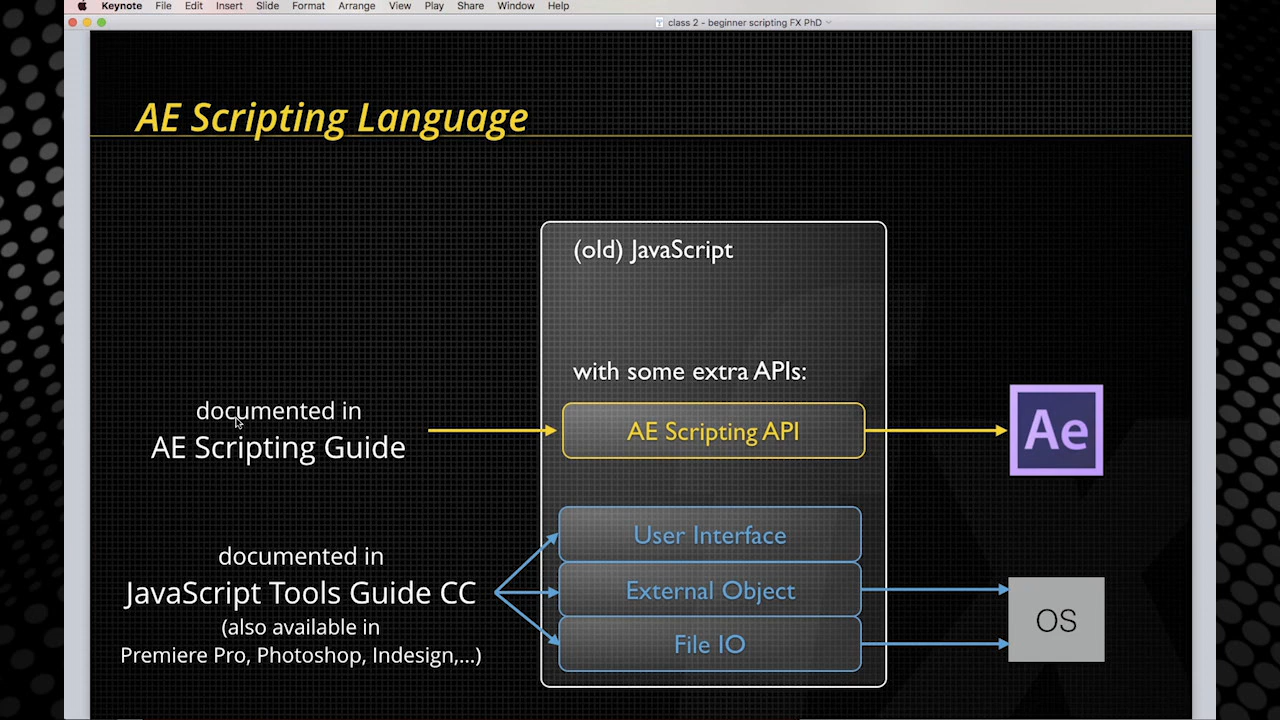 Keynote File Edit Insert Slide Format Arrange View Play Share Window Help
class 2 - beginner scripting FX PhD
AE Scripting Language
(old) JavaScript
with some extra APIs:
documented in
AE Scripting Guide
AE Scripting API
Ae
documented in
JavaScript Tools Guide CC
(also available in
Premiere Pro, Photoshop, Indesign,...)
User Interface
External Object
File IO
OS